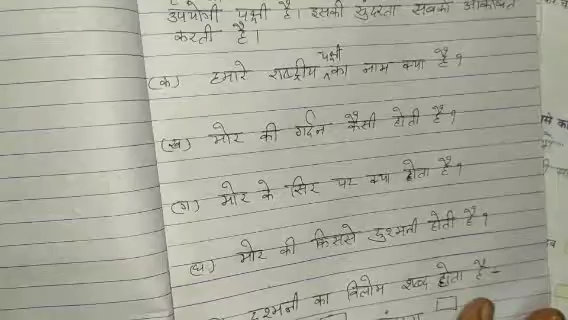 उपयोगी पक्षी है। इसकी सुंदरता सबको आकर्षित
करती है।
(क) हमारे राष्ट्रीय पक्षी का नाम क्या है?
(ख) मोर की गर्दन कैसी होती है?
(ग) मोर के सिर पर क्या होता है?
(घ) मोर की किससे दुश्मनी होती है?
दुश्मनी का विलोम शब्द होता है-